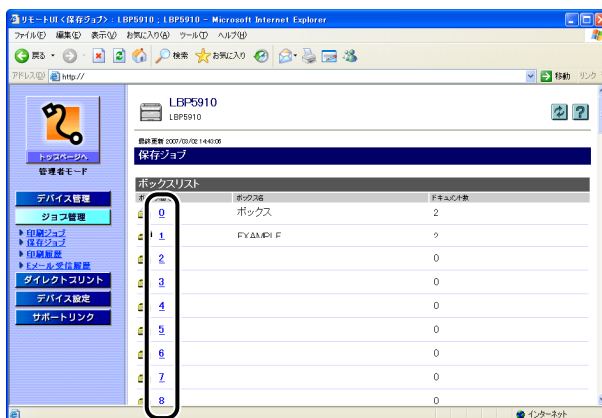 リモートUI<保存ジョブ> : LBP5910 ; LBP5910 - Microsoft Internet Explorer
ファイル(F) 編集(E) 表示(V) お気に入り(A) ツール(T) ヘルプ(H)
戻る 検索 お気に入り
アドレス(D) http:// 移動 リンク
LBP5910
LBP5910
最終更新 2007/03/02 14:43:06
トップページへ
管理者モード
保存ジョブ
ボックスリスト
ボックス名 ドキュメント数
デバイス管理
ジョブ管理
印刷ジョブ
保存ジョブ
印刷履歴
Eメール受信履歴
ダイレクトプリント
デバイス設定
サポートリンク
0 ボックス 2
1 EXAMPLE 2
2 0
3 0
4 0
5 0
6 0
7 0
8 0
インターネット